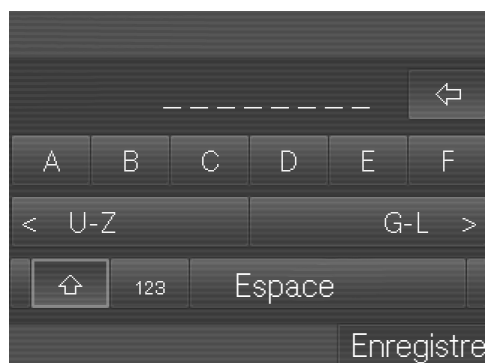 A B C D E F
< U-Z G-L >
123 Espace
Enregistre